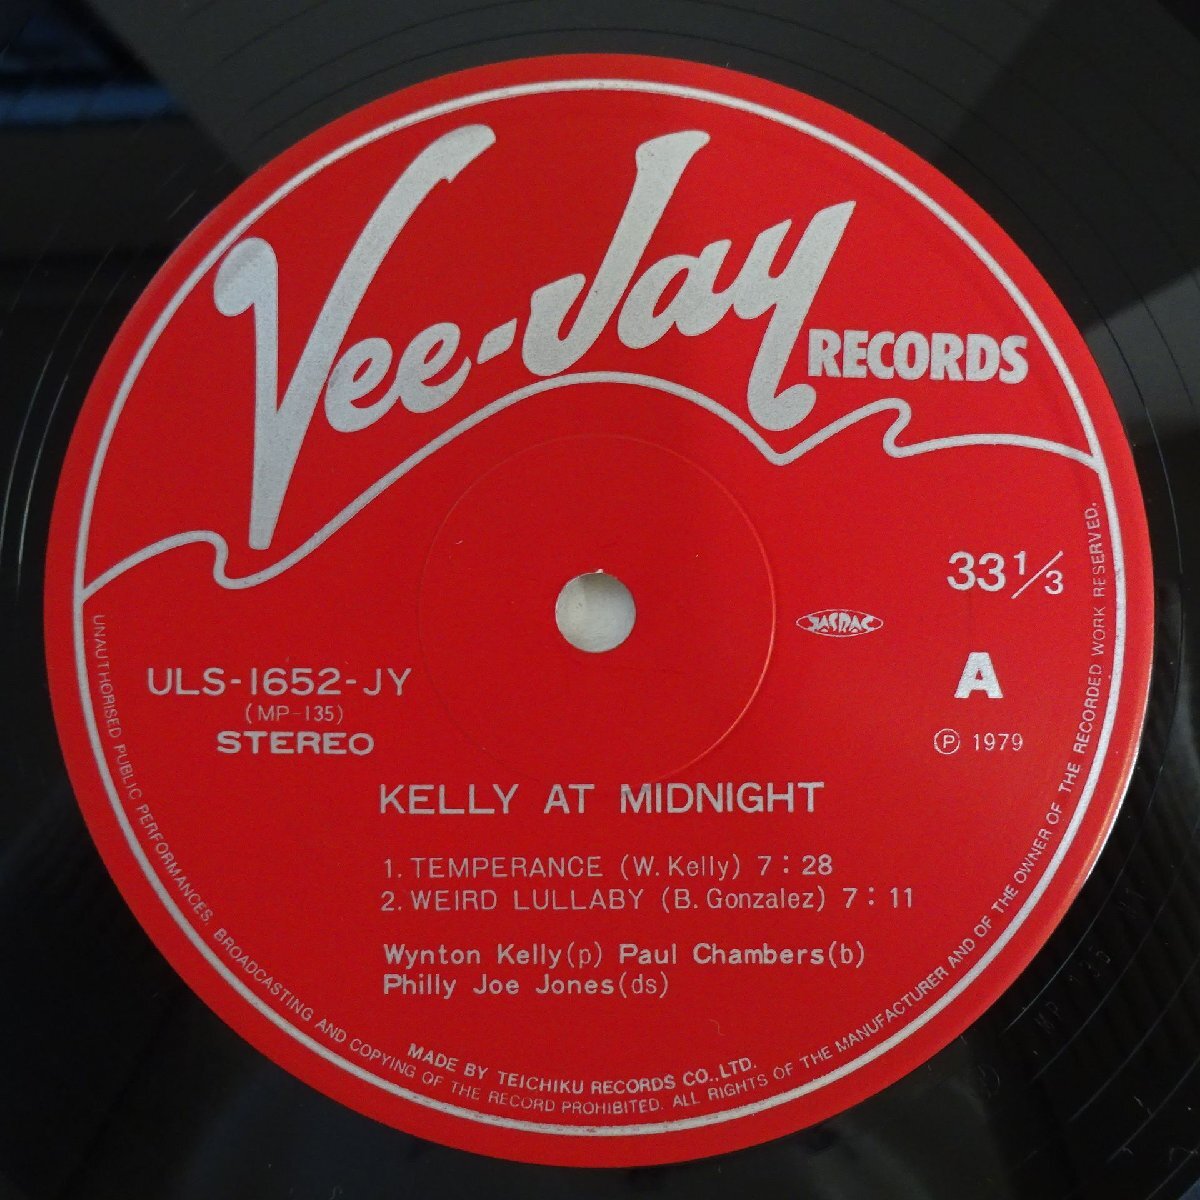 Vee-Jay
RECORDS
33 1/3
JASRAC
A
ULS-1652-JY
(MP-135)
STEREO
Ⓟ 1979
KELLY AT MIDNIGHT
1. TEMPERANCE (W. Kelly) 7:28
2. WEIRD LULLABY (B. Gonzalez) 7:11
Wynton Kelly(p) Paul Chambers(b)
Philly Joe Jones(ds)
MADE BY TEICHIKU RECORDS CO.,LTD.
UNAUTHORISED PUBLIC PERFORMANCES, BROADCASTING AND COPYING OF THE RECORD PROHIBITED. ALL RIGHTS OF THE MANUFACTURER AND OF THE OWNER OF THE RECORDED WORK RESERVED.